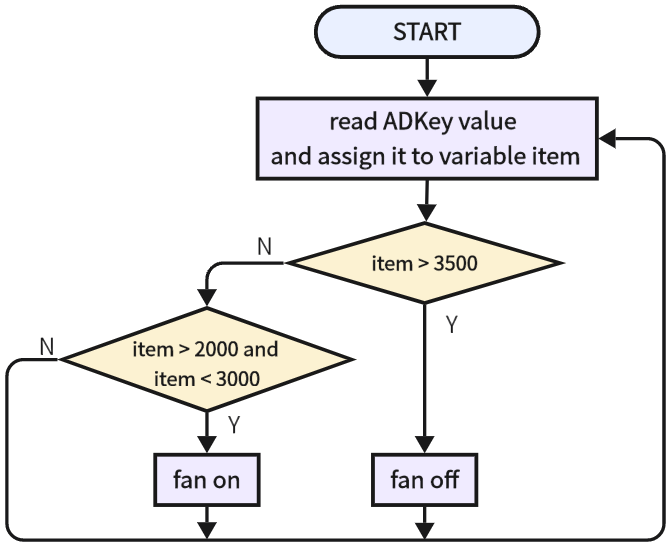 START
read ADKey value
and assign it to variable item
item > 3500
N
Y
item > 2000 and
item < 3000
N
Y
fan on
fan off